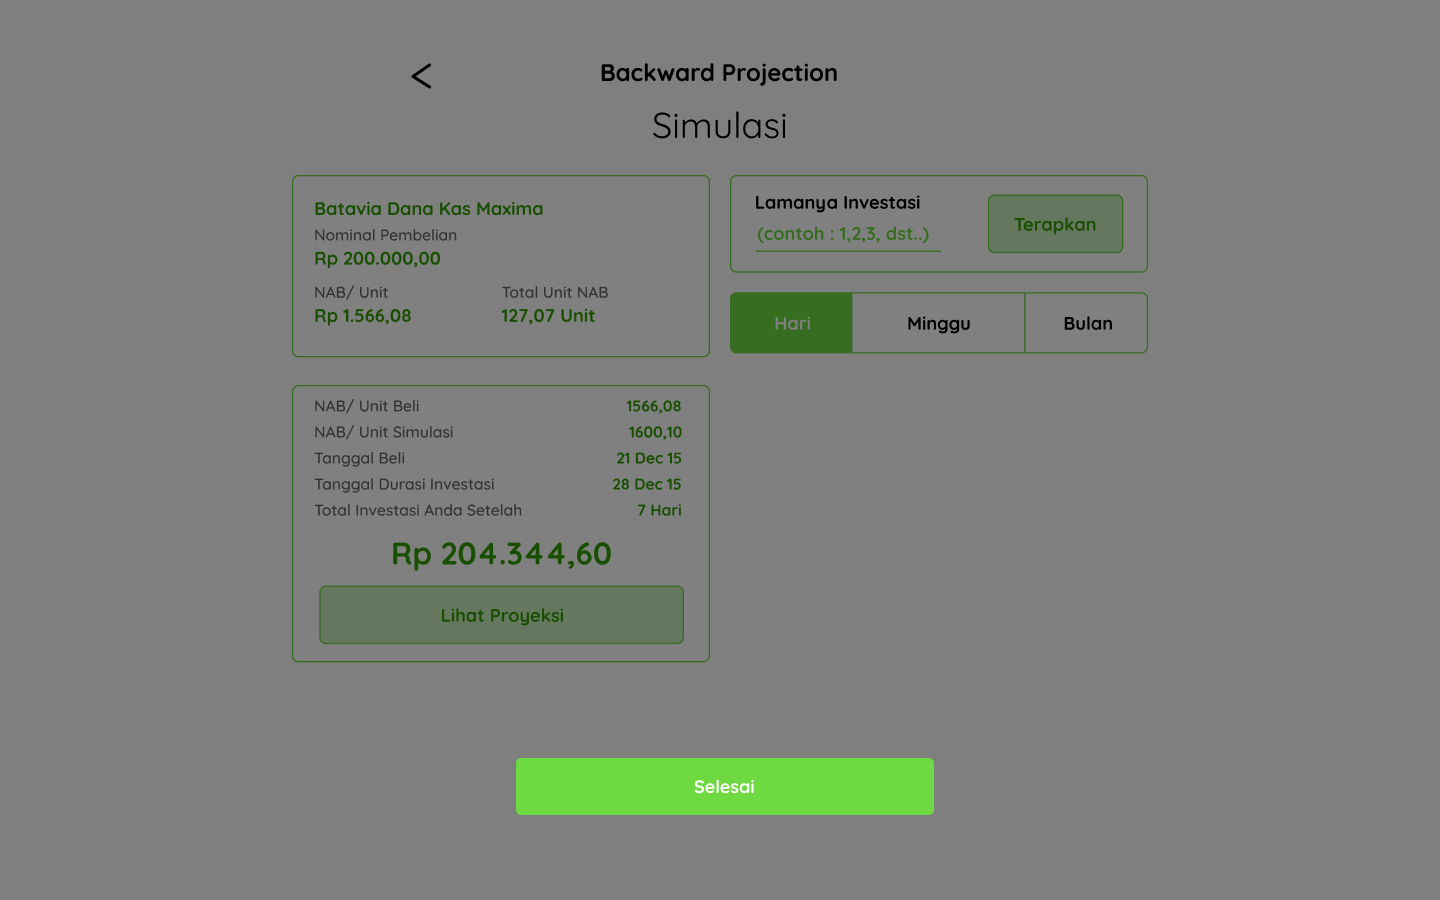 Backward Projection
Simulasi
Batavia Dana Kas Maxima
Nominal Pembelian
Rp 200.000,00
NAB/ Unit
Rp 1.566,08
Total Unit NAB
127,07 Unit
Lamanya Investasi
(contoh : 1,2,3, dst..)
Terapkan
Hari
Minggu
Bulan
NAB/ Unit Beli 1566,08
NAB/ Unit Simulasi 1600,10
Tanggal Beli 21 Dec 15
Tanggal Durasi Investasi 28 Dec 15
Total Investasi Anda Setelah 7 Hari
Rp 204.344,60
Lihat Proyeksi
Selesai